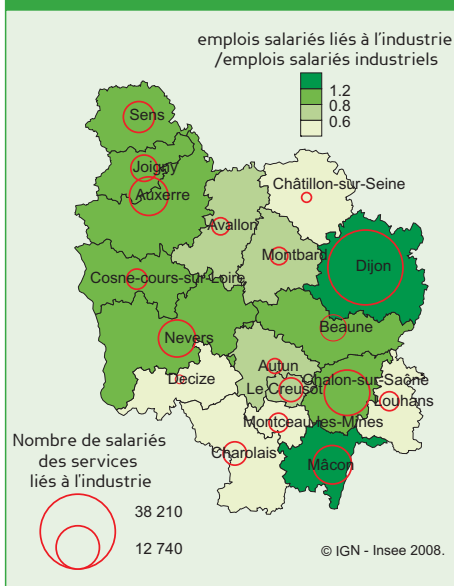 emplois salariés liés à l'industrie
/emplois salariés industriels
1.2
0.8
0.6
Sens
Joigny
Auxerre
Châtillon-sur-Seine
Avallon
Montbard
Dijon
Cosne-cours-sur-Loire
Nevers
Beaune
Autun
Decize
Le Creusot
Chalon-sur-Saône
Louhans
Montceau-les-Mines
Charolais
Mâcon
Nombre de salariés
des services
liés à l'industrie
38 210
12 740
© IGN - Insee 2008.